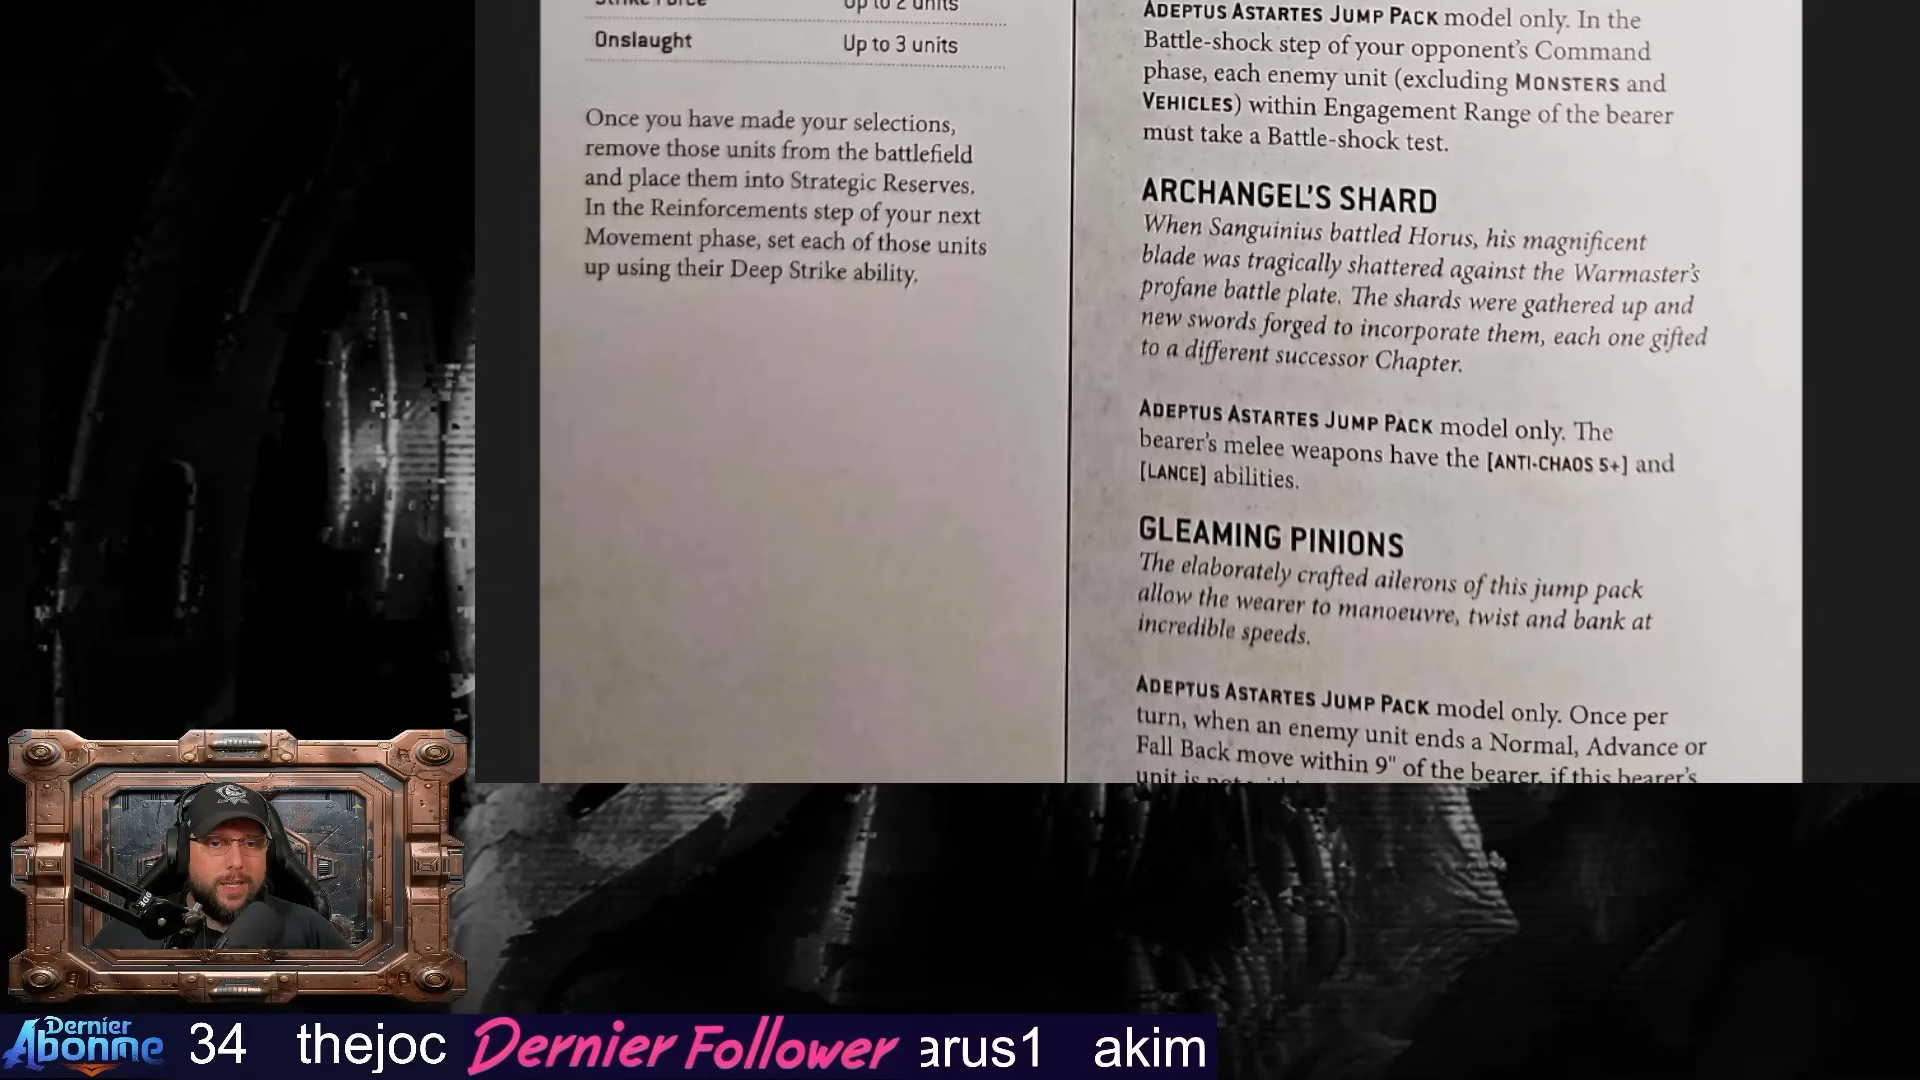 Strike Force Up to 2 units
Onslaught Up to 3 units
Once you have made your selections,
remove those units from the battlefield
and place them into Strategic Reserves.
In the Reinforcements step of your next
Movement phase, set each of those units
up using their Deep Strike ability.
ADEPTUS ASTARTES JUMP PACK model only. In the
Battle-shock step of your opponent's Command
phase, each enemy unit (excluding MONSTERS and
VEHICLES) within Engagement Range of the bearer
must take a Battle-shock test.
ARCHANGEL'S SHARD
When Sanguinius battled Horus, his magnificent
blade was tragically shattered against the Warmaster's
profane battle plate. The shards were gathered up and
new swords forged to incorporate them, each one gifted
to a different successor Chapter.
ADEPTUS ASTARTES JUMP PACK model only. The
bearer's melee weapons have the [ANTI-CHAOS 5+] and
[LANCE] abilities.
GLEAMING PINIONS
The elaborately crafted ailerons of this jump pack
allow the wearer to manoeuvre, twist and bank at
incredible speeds.
ADEPTUS ASTARTES JUMP PACK model only. Once per
turn, when an enemy unit ends a Normal, Advance or
Fall Back move within 9" of the bearer, if this bearer's
unit is not
Dernier
Abonné 34 thejoc Dernier Follower arus1 akim